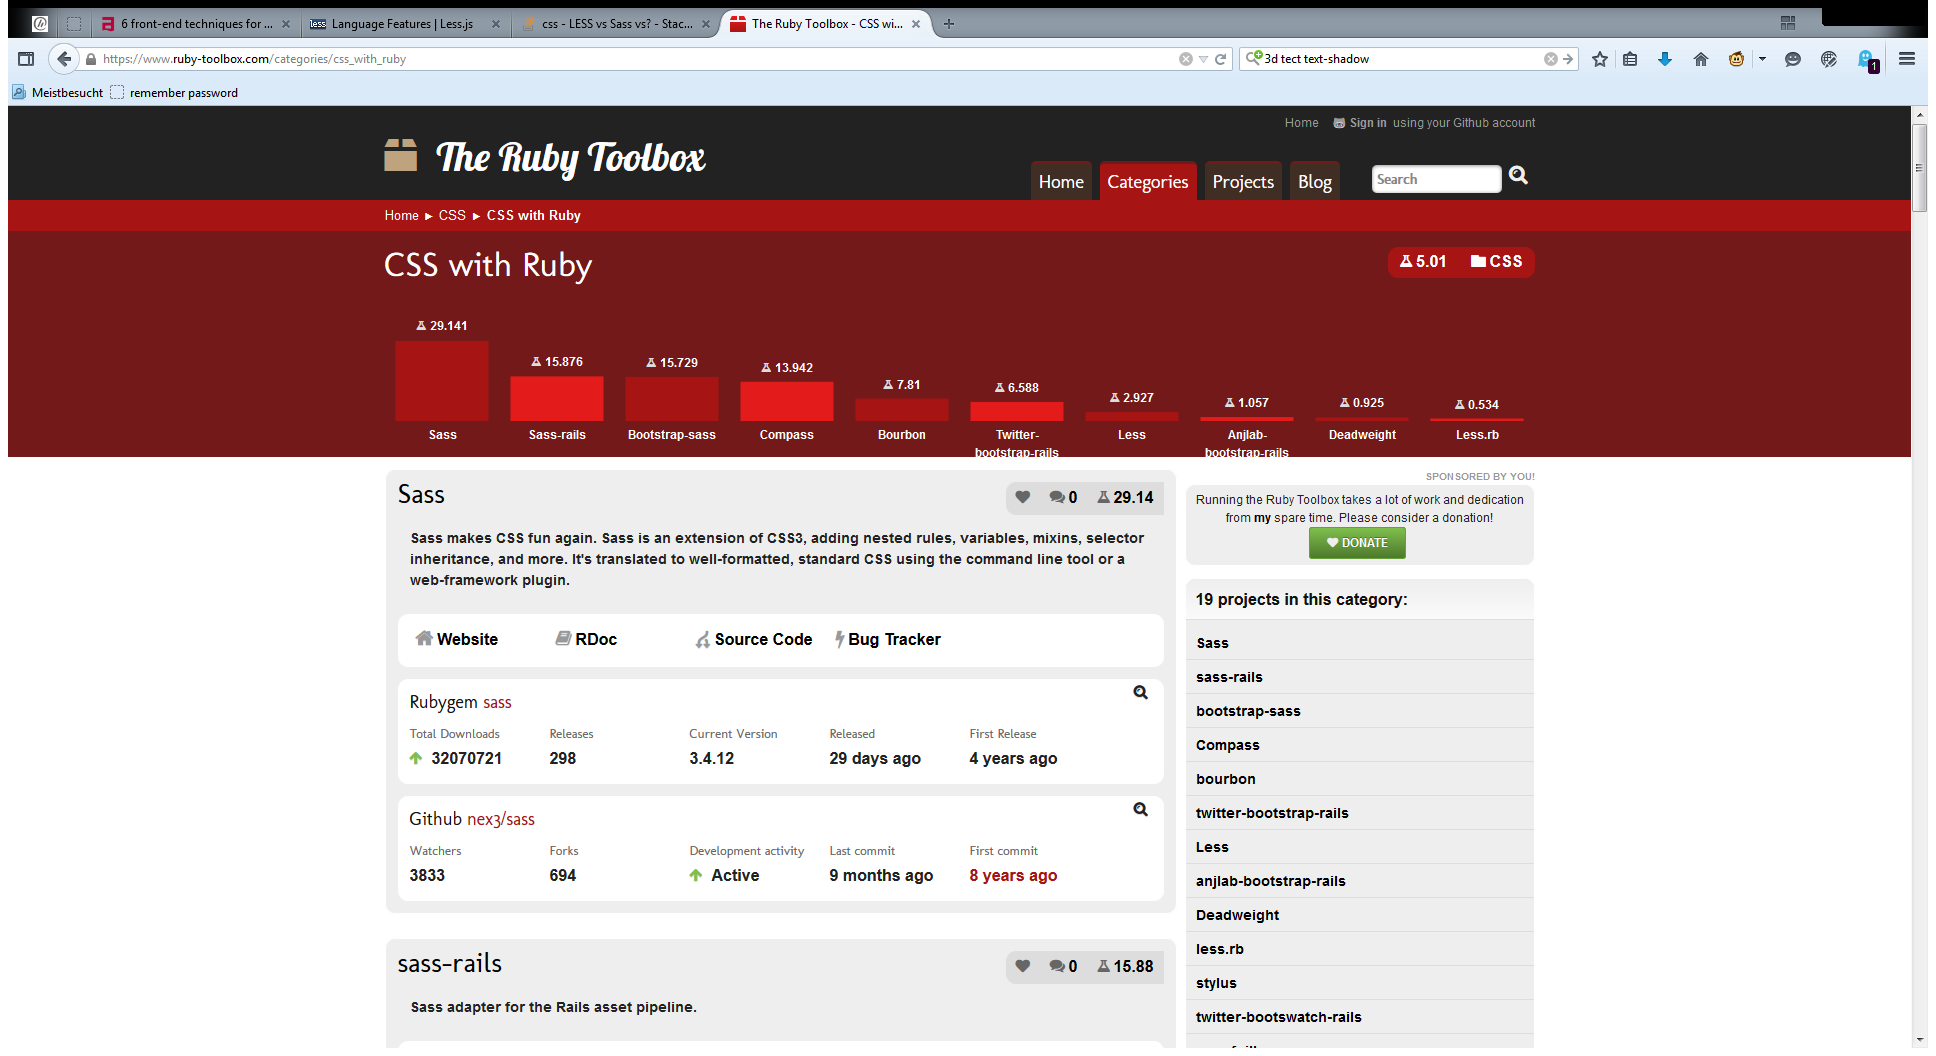 6 front-end techniques for ...
less Language Features | Less.js
css - LESS vs Sass vs? - Stac...
The Ruby Toolbox - CSS wi...
https://www.ruby-toolbox.com/categories/css_with_ruby
3d tect text-shadow
1
Meistbesucht
remember password
Home
Sign in using your Github account
The Ruby Toolbox
Home
Categories
Projects
Blog
Search
Home ▸ CSS ▸ CSS with Ruby
CSS with Ruby
5.01
CSS
29.141
15.876
15.729
13.942
7.81
6.588
2.927
1.057
0.925
0.534
Sass
Sass-rails
Bootstrap-sass
Compass
Bourbon
Twitter-
bootstrap-rails
Less
Anjlab-
bootstrap-rails
Deadweight
Less.rb
Sass
0
29.14
Sass makes CSS fun again. Sass is an extension of CSS3, adding nested rules, variables, mixins, selector
inheritance, and more. It's translated to well-formatted, standard CSS using the command line tool or a
web-framework plugin.
Website
RDoc
Source Code
Bug Tracker
Rubygem sass
Total Downloads
Releases
Current Version
Released
First Release
32070721
298
3.4.12
29 days ago
4 years ago
Github nex3/sass
Watchers
Forks
Development activity
Last commit
First commit
3833
694
Active
9 months ago
8 years ago
sass-rails
0
15.88
Sass adapter for the Rails asset pipeline.
SPONSORED BY YOU!
Running the Ruby Toolbox takes a lot of work and dedication
from my spare time. Please consider a donation!
DONATE
19 projects in this category:
Sass
sass-rails
bootstrap-sass
Compass
bourbon
twitter-bootstrap-rails
Less
anjlab-bootstrap-rails
Deadweight
less.rb
stylus
twitter-bootswatch-rails